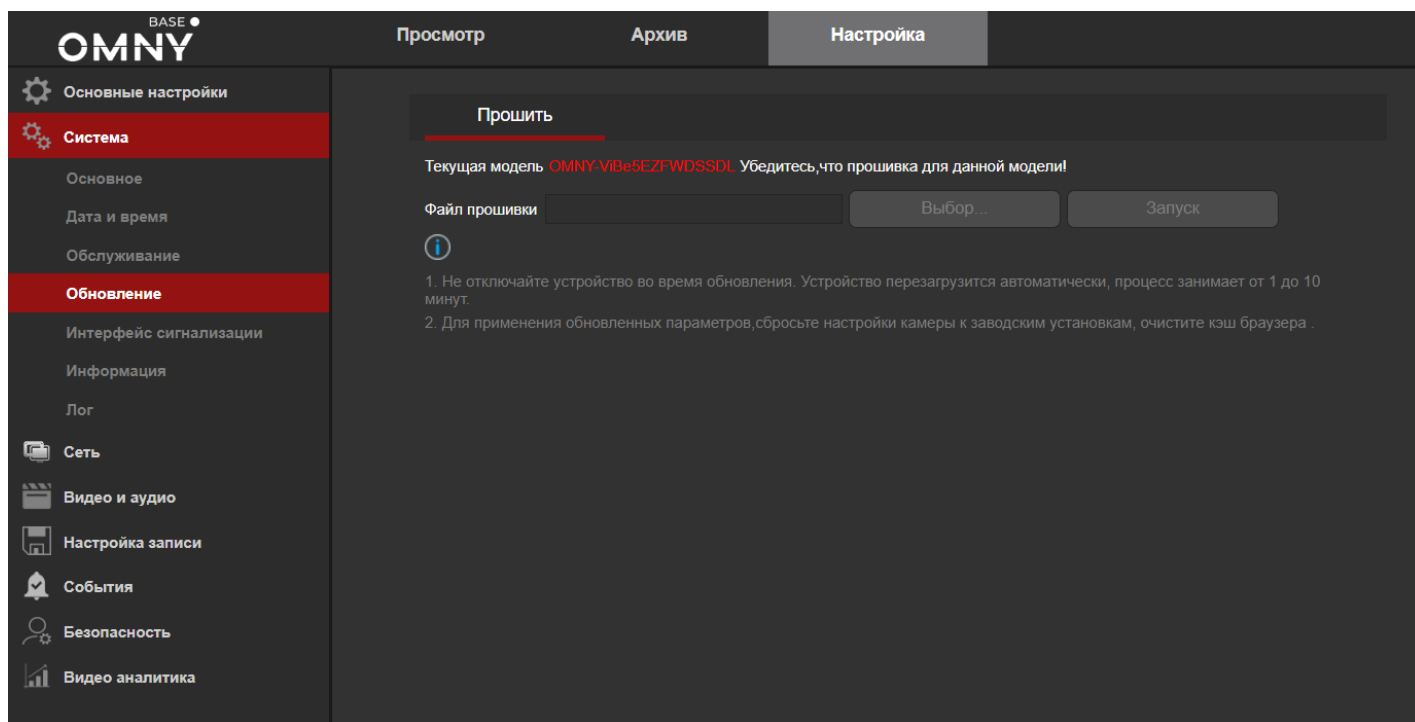 BASE
OMNY
Просмотр
Архив
Настройка
Основные настройки
Система
Основное
Дата и время
Обслуживание
Обновление
Интерфейс сигнализации
Информация
Лог
Сеть
Видео и аудио
Настройка записи
События
Безопасность
Видео аналитика
Прошить
Текущая модель OMNY-ViBe5EZFWDSSDL Убедитесь,что прошивка для данной модели!
Файл прошивки Выбор... Запуск
1. Не отключайте устройство во время обновления. Устройство перезагрузится автоматически, процесс занимает от 1 до 10
минут.
2. Для применения обновленных параметров,сбросьте настройки камеры к заводским установкам, очистите кэш браузера .